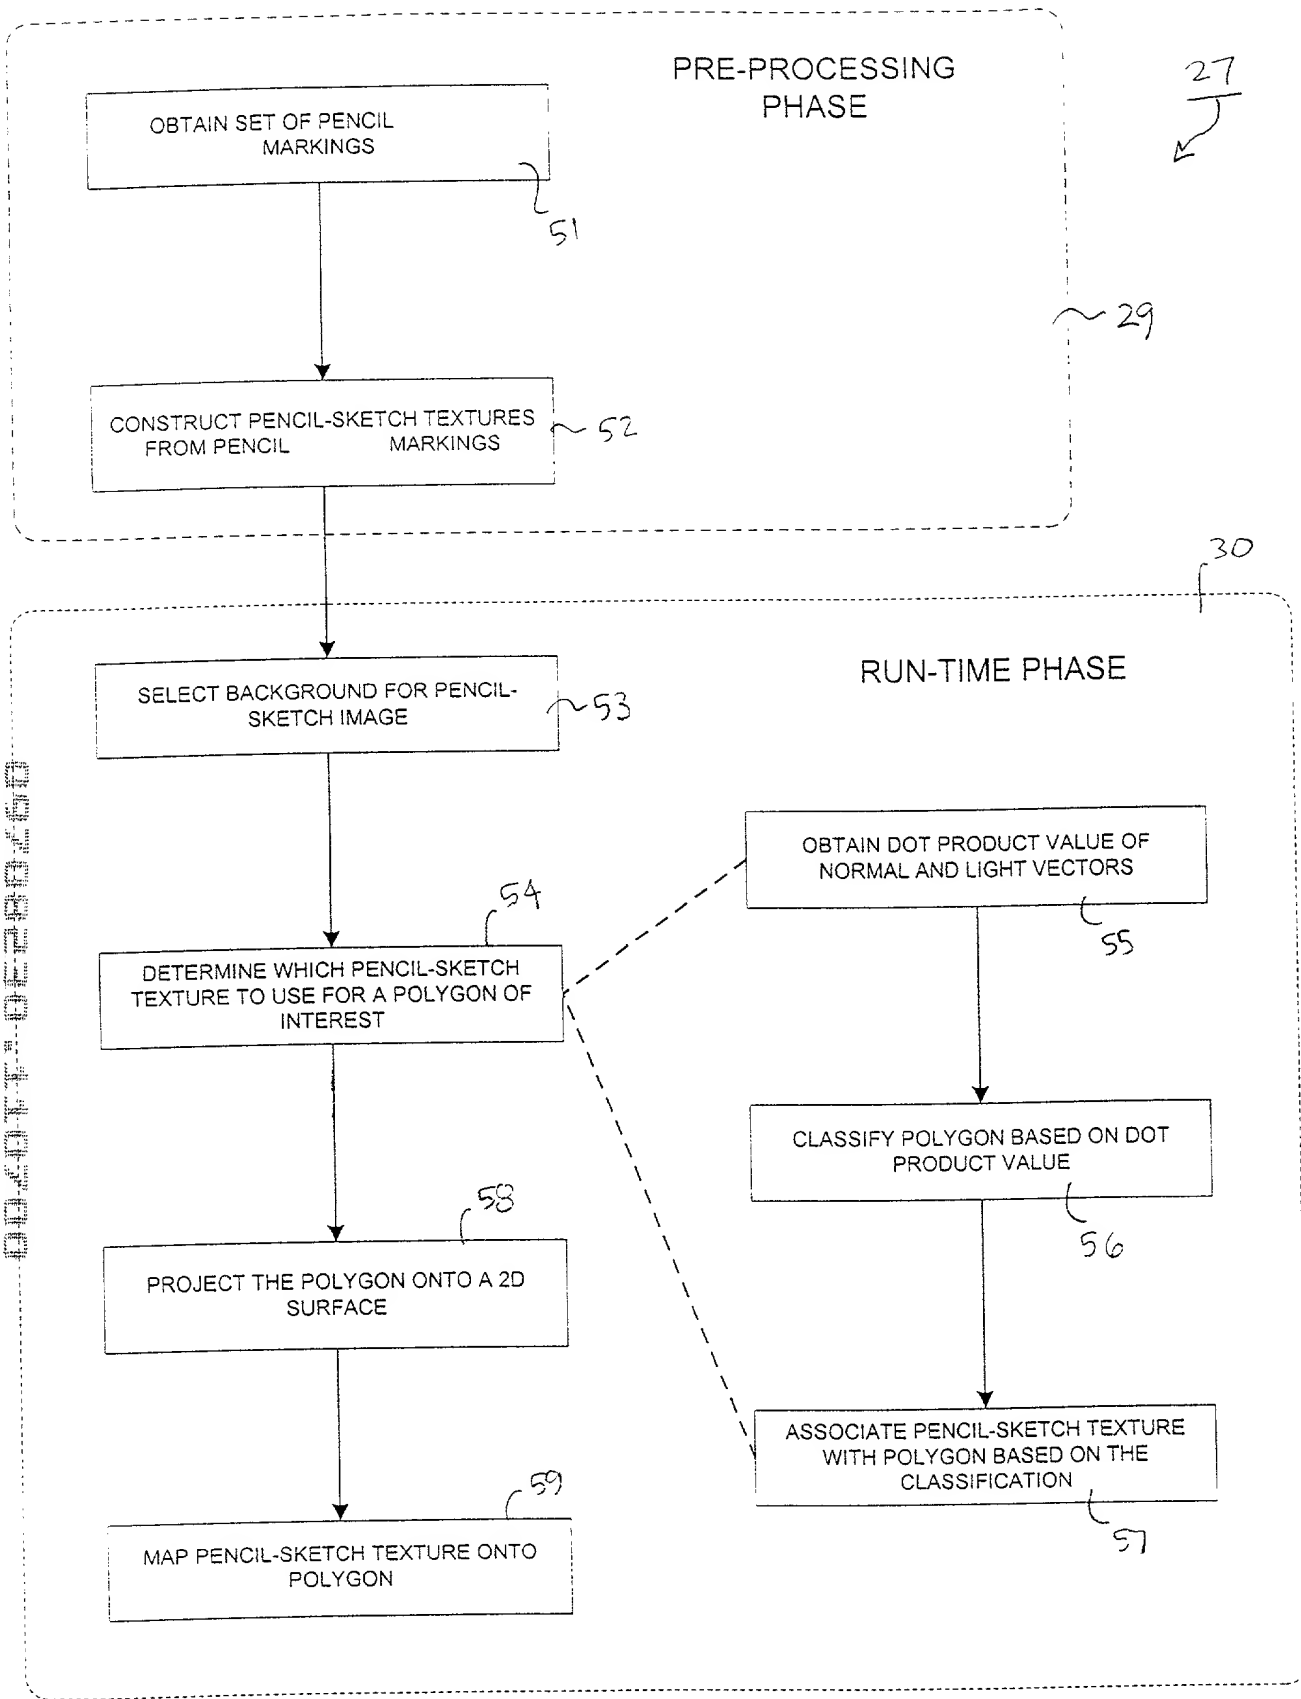 PRE-PROCESSING
PHASE
27
OBTAIN SET OF PENCIL
MARKINGS
51
29
CONSTRUCT PENCIL-SKETCH TEXTURES
FROM PENCIL MARKINGS
52
30
RUN-TIME PHASE
SELECT BACKGROUND FOR PENCIL-
SKETCH IMAGE
53
OBTAIN DOT PRODUCT VALUE OF
NORMAL AND LIGHT VECTORS
55
54
DETERMINE WHICH PENCIL-SKETCH
TEXTURE TO USE FOR A POLYGON OF
INTEREST
CLASSIFY POLYGON BASED ON DOT
PRODUCT VALUE
56
58
PROJECT THE POLYGON ONTO A 2D
SURFACE
ASSOCIATE PENCIL-SKETCH TEXTURE
WITH POLYGON BASED ON THE
CLASSIFICATION
57
59
MAP PENCIL-SKETCH TEXTURE ONTO
POLYGON